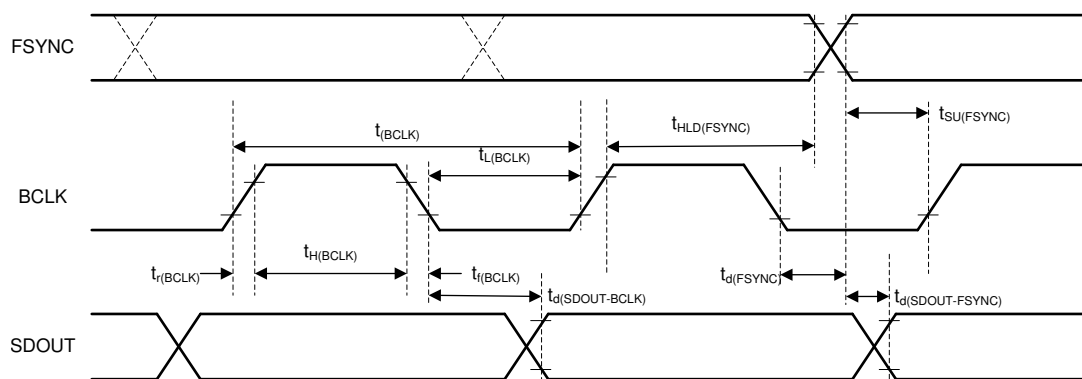 FSYNC
t(BCLK)
tHLD(FSYNC)
tSU(FSYNC)
tL(BCLK)
BCLK
tr(BCLK)
tH(BCLK)
tf(BCLK)
td(FSYNC)
td(SDOUT-BCLK)
td(SDOUT-FSYNC)
SDOUT